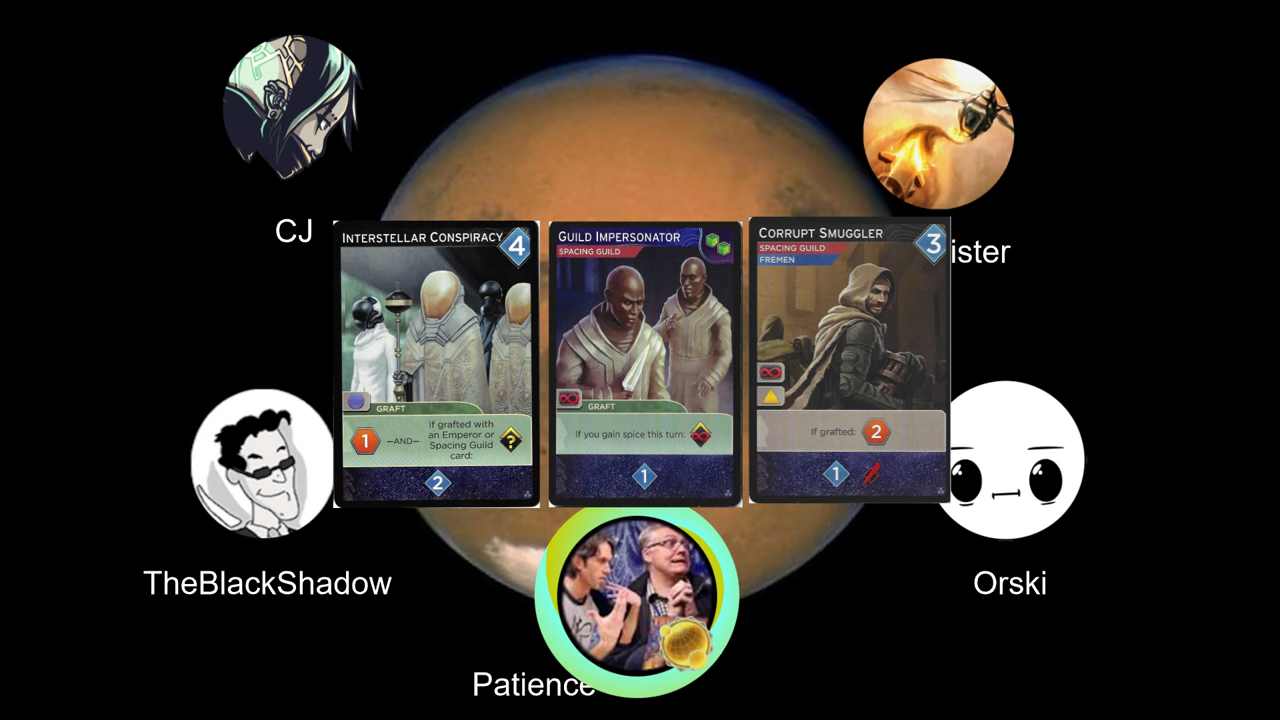 CJ
ister
INTERSTELLAR CONSPIRACY
4
GRAFT
1
—AND—
If grafted with
an Emperor or
Spacing Guild
card:
?
2
GUILD IMPERSONATOR
SPACING GUILD
GRAFT
If you gain spice this turn:
1
CORRUPT SMUGGLER
3
SPACING GUILD
FREMEN
If grafted:
2
1
TheBlackShadow
Orski
Patience